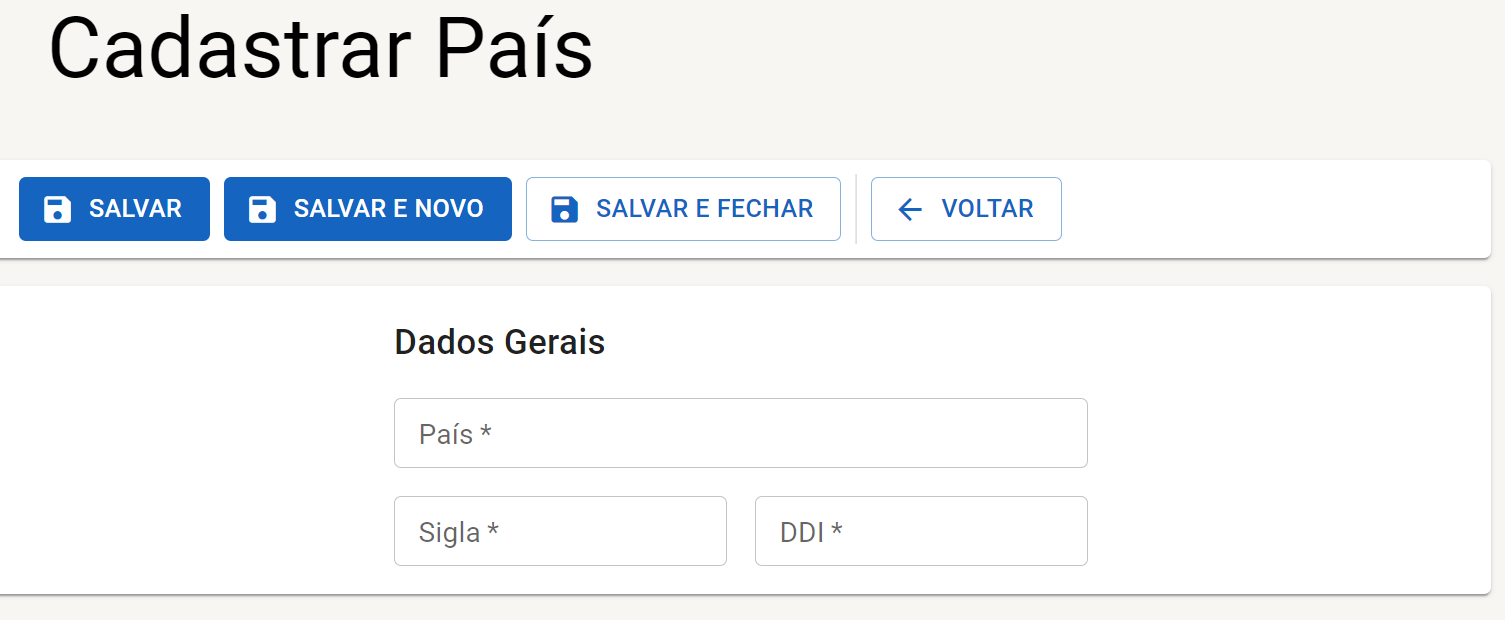 Cadastrar País
SALVAR SALVAR E NOVO SALVAR E FECHAR VOLTAR
Dados Gerais
País *
Sigla * DDI *